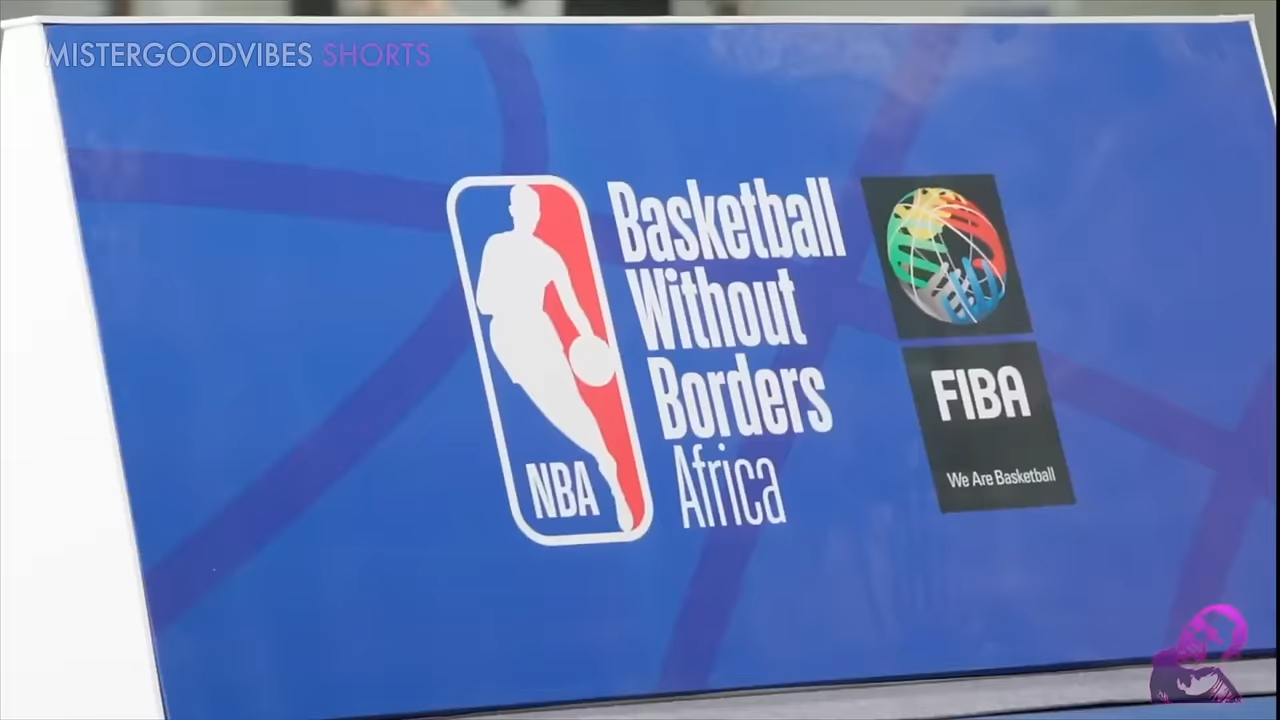 MISTERGOODVIBES SHORTS
Basketball
Without
Borders
Africa
NBA
FIBA
We Are Basketball